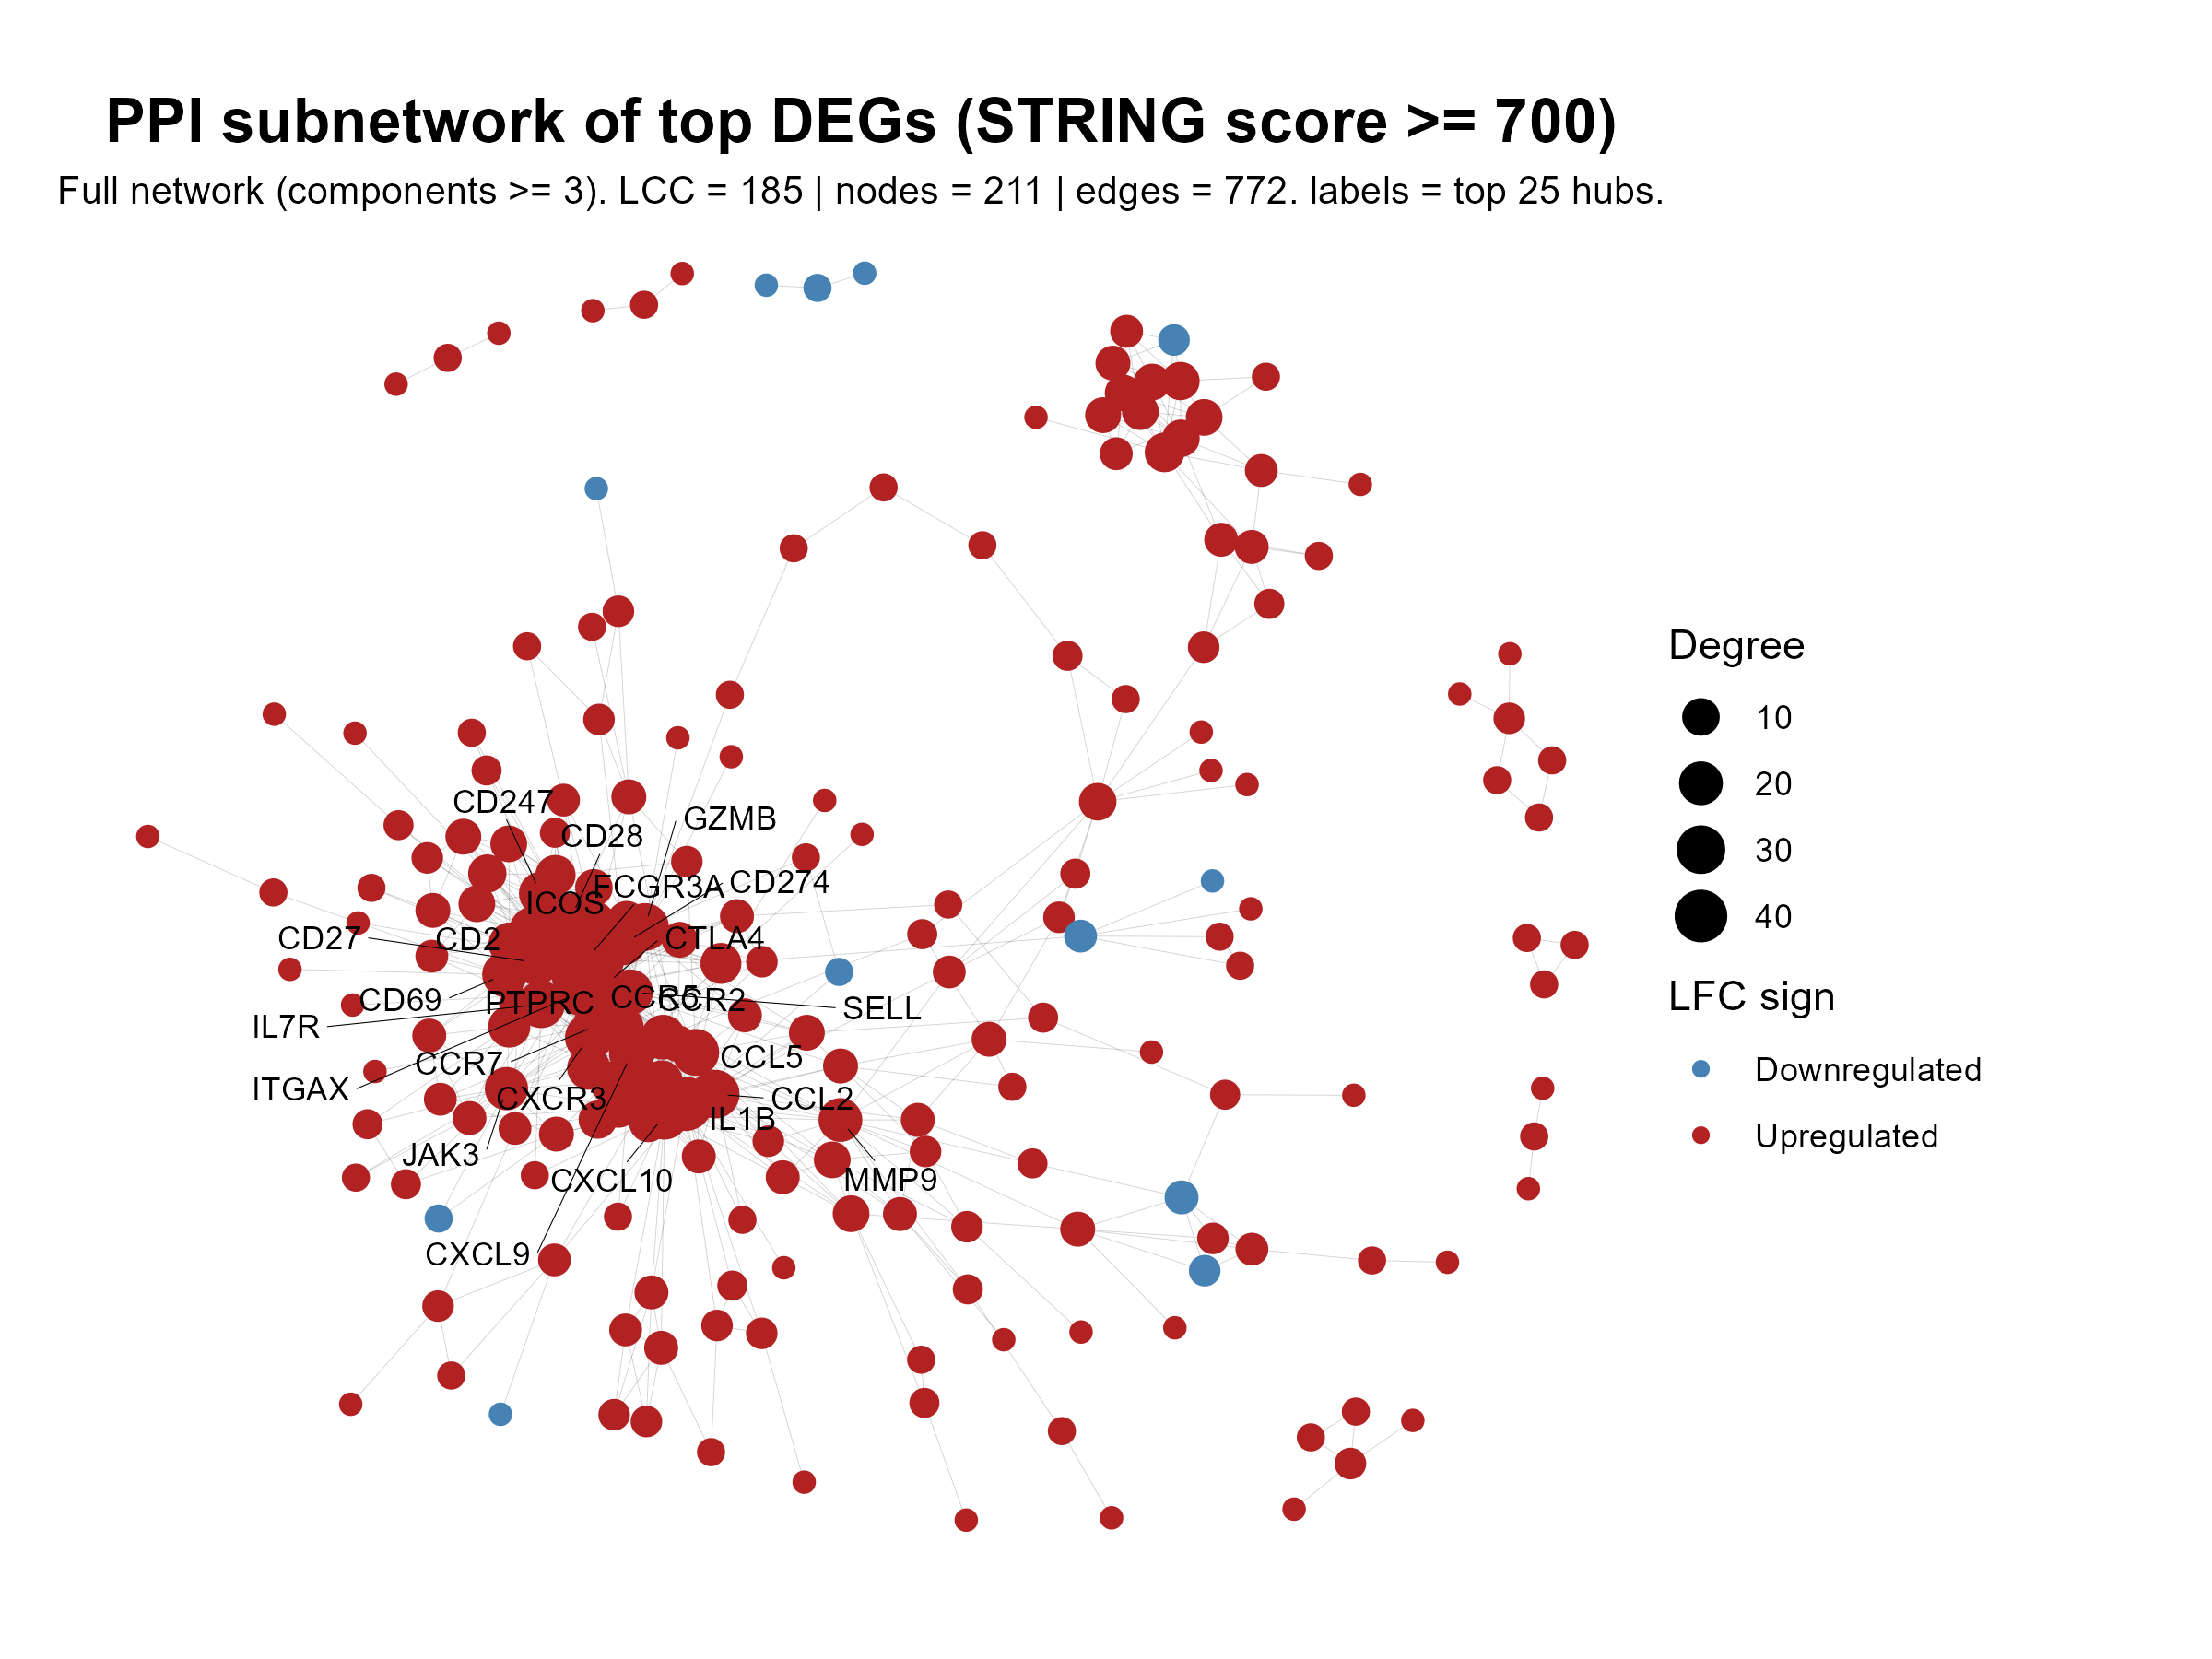 PPI subnetwork of top DEGs (STRING score >= 700)
Full network (components >= 3). LCC = 185 | nodes = 211 | edges = 772. labels = top 25 hubs.
CD247
GZMB
CD28
FCGR3A
CD274
ICOS
CD27
CD2
CTLA4
CD69
PTPRC
CCR5
CCR2
SELL
IL7R
CCR7
CCL5
ITGAX
CXCR3
CCL2
IL1B
JAK3
CXCL10
MMP9
CXCL9
Degree
10
20
30
40
LFC sign
Downregulated
Upregulated